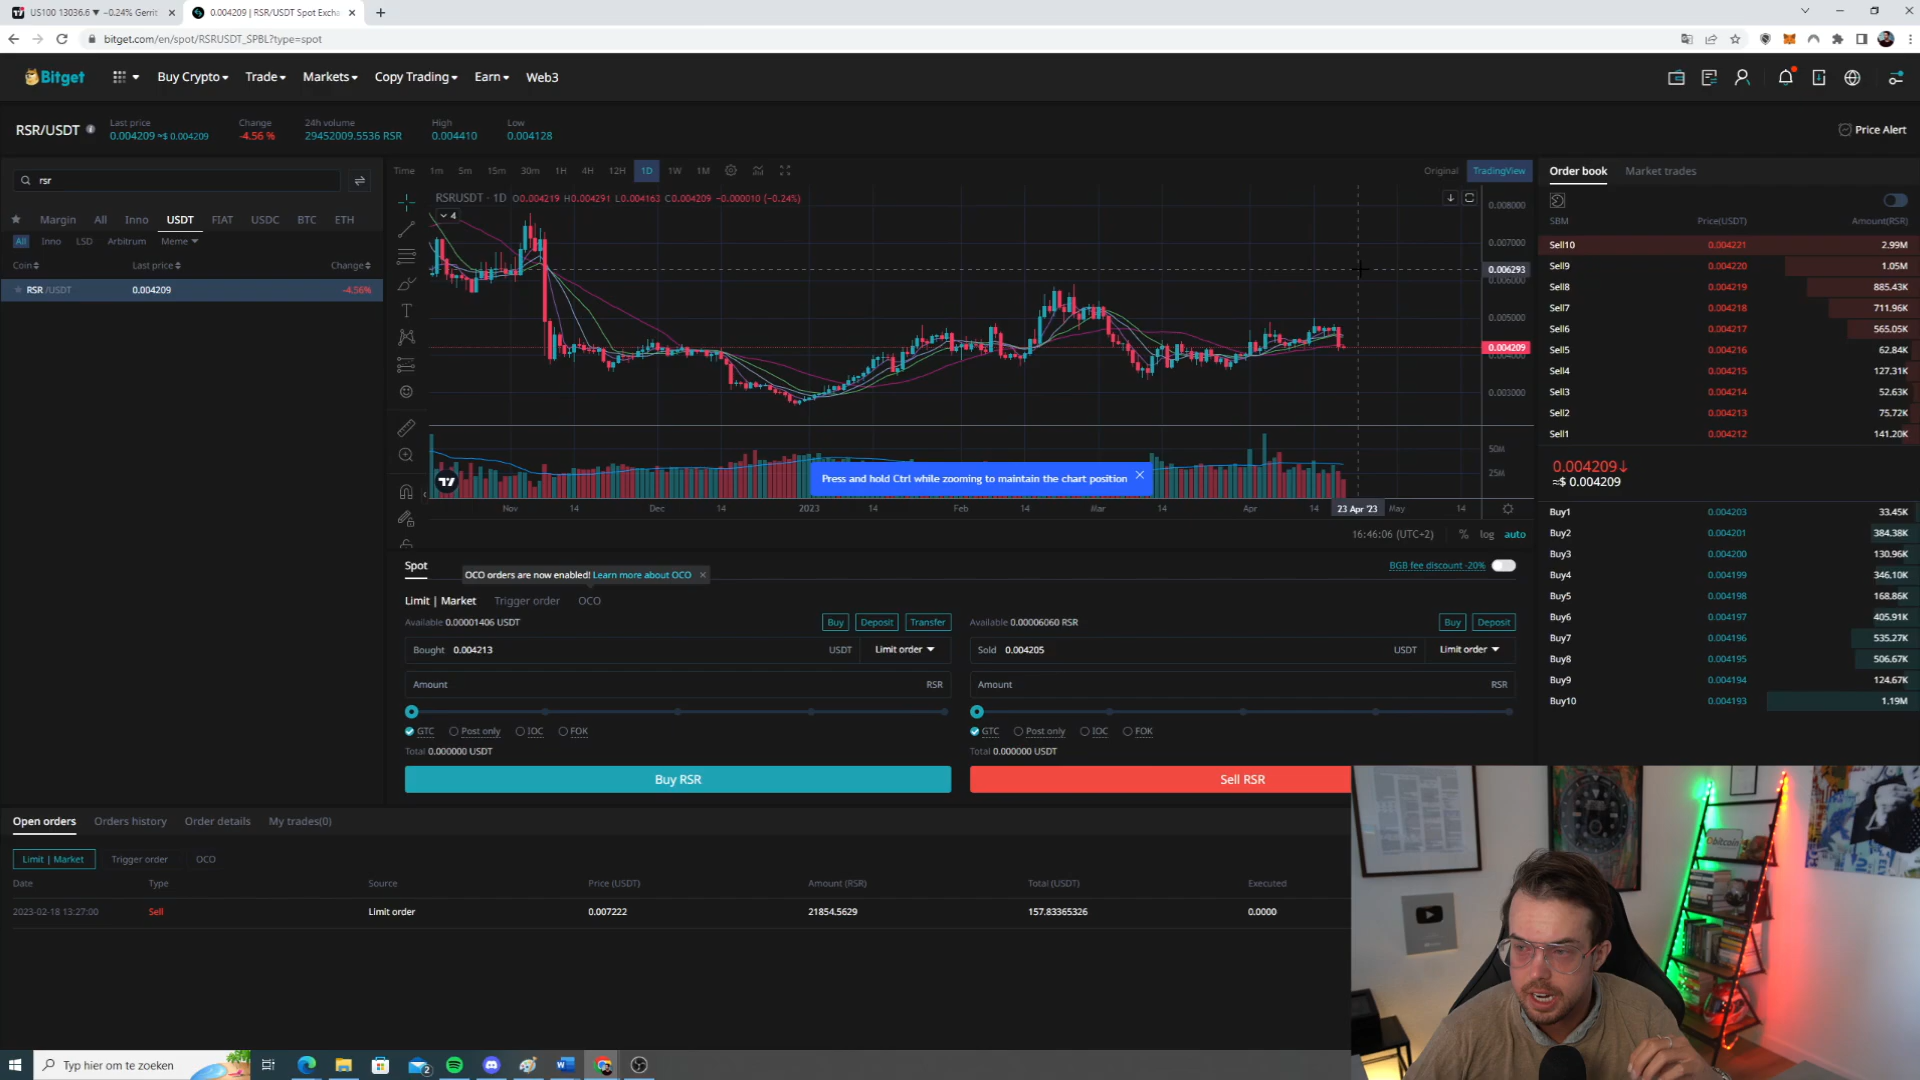 US100 13036.6 ▼ −0.24% Gerrit
0.004209 | RSR/USDT Spot Excha
bitget.com/en/spot/RSRUSDT_SPBL?type=spot
Bitget
Buy Crypto
Trade
Markets
Copy Trading
Earn
Web3
RSR/USDT
Last price
0.004209 ≈$ 0.004209
Change
-4.56 %
24h volume
29452009.5536 RSR
High
0.004410
Low
0.004128
Price Alert
rsr
Margin All Inno USDT FIAT USDC BTC ETH
All Inno LSD Arbitrum Meme
Coin Last price Change
RSR /USDT 0.004209 -4.56%
Time 1m 5m 15m 30m 1H 4H 12H 1D 1W 1M
Original TradingView
RSRUSDT · 1D O0.004219 H0.004291 L0.004163 C0.004209 −0.000010 (−0.24%)
4
0.008000
0.007000
0.006293
0.006000
0.005000
0.004209
0.004000
0.003000
50M
25M
Press and hold Ctrl while zooming to maintain the chart position
Nov 14 Dec 14 2023 14 Feb 14 Mar 14 Apr 14 23 Apr '23 May 14
16:46:06 (UTC+2) % log auto
Order book Market trades
SBM Price(USDT) Amount(RSR)
Sell10 0.004221 2.99M
Sell9 0.004220 1.05M
Sell8 0.004219 885.43K
Sell7 0.004218 711.96K
Sell6 0.004217 565.05K
Sell5 0.004216 62.84K
Sell4 0.004215 127.31K
Sell3 0.004214 52.63K
Sell2 0.004213 75.72K
Sell1 0.004212 141.20K
0.004209↓
≈$ 0.004209
Buy1 0.004203 33.45K
Buy2 0.004201 384.38K
Buy3 0.004200 130.96K
Buy4 0.004199 346.10K
Buy5 0.004198 168.86K
Buy6 0.004197 405.91K
Buy7 0.004196 535.27K
Buy8 0.004195 506.67K
Buy9 0.004194 124.67K
Buy10 0.004193 1.19M
Spot
OCO orders are now enabled! Learn more about OCO
BGB fee discount -20%
Limit | Market Trigger order OCO
Available 0.00001406 USDT Buy Deposit Transfer
Available 0.00006060 RSR Buy Deposit
Bought 0.004213 USDT Limit order
Sold 0.004205 USDT Limit order
Amount RSR
Amount RSR
GTC Post only IOC FOK
GTC Post only IOC FOK
Total 0.000000 USDT
Total 0.000000 USDT
Buy RSR
Sell RSR
Open orders Orders history Order details My trades(0)
Limit | Market Trigger order OCO
Date Type Source Price (USDT) Amount (RSR) Total (USDT) Executed
2023-02-18 13:27:00 Sell Limit order 0.007222 21854.5629 157.83365326 0.0000
Typ hier om te zoeken
2